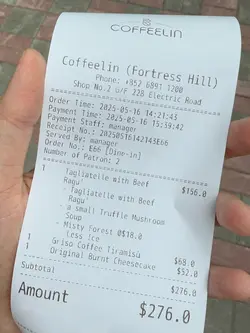 COFFEELIN
Coffeelin (Fortress Hill)
Phone: +852 6891 1200
Shop No.2 G/F 228 Electric Road
Order Time: 2025-05-16 14:21:43
Payment Time: 2025-05-16 15:39:42
Payment Staff: manager
Receipt No.: 20250516142143E66
Served By: manager
Order No.: E66 [Dine-in]
Number of Patron: 2
1 Tagliatelle with Beef $156.0
Ragu'
- Tagliatelle with Beef
Ragu'
- a small Truffle Mushroom
Soup
- Misty Forest O$18.0
Less Ice
1 Griso Coffee Tiramisù $68.0
1 Original Burnt Cheesecake $52.0
Subtotal $276.0
Amount $276.0